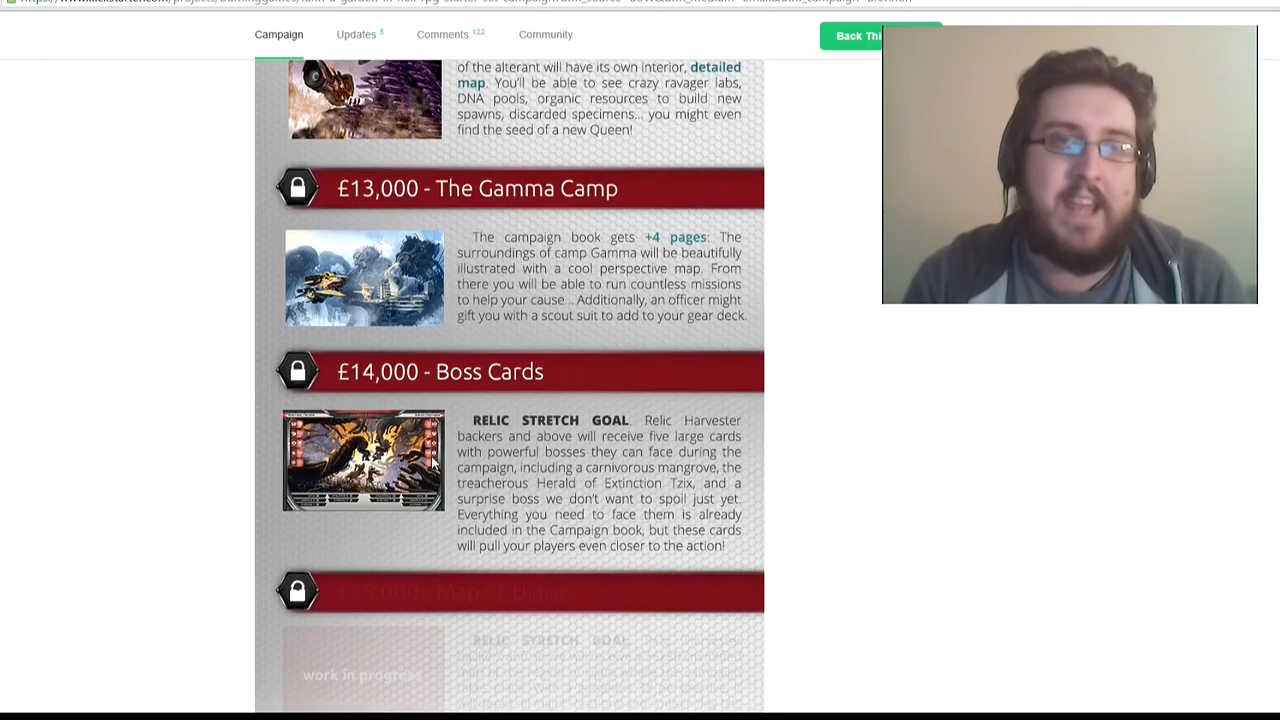 Campaign Updates 8 Comments 122 Community Back Thi
of the alterant will have its own Interior, detailed
map. You'll be able to see crazy ravager labs,
DNA pools, organic resources to build new
spawns, discarded specimens... you might even
find the seed of a new Queen!
£13,000 - The Gamma Camp
The campaign book gets +4 pages: The
surroundings of camp Gamma will be beautifully
illustrated with a cool perspective map. From
there you will be able to run countless missions
to help your cause... Additionally, an officer might
gift you with a scout suit to add to your gear deck.
£14,000 - Boss Cards
RELIC STRETCH GOAL. Relic Harvester
backers and above will receive five large cards
with powerful bosses they can face during the
campaign, including a carnivorous mangrove, the
treacherous Herald of Extinction Tzix, and a
surprise boss we don't want to spoil just yet.
Everything you need to face them is already
included in the Campaign book, but these cards
will pull your players even closer to the action!
Map of
RELIC STRETCH GOAL
work in progress